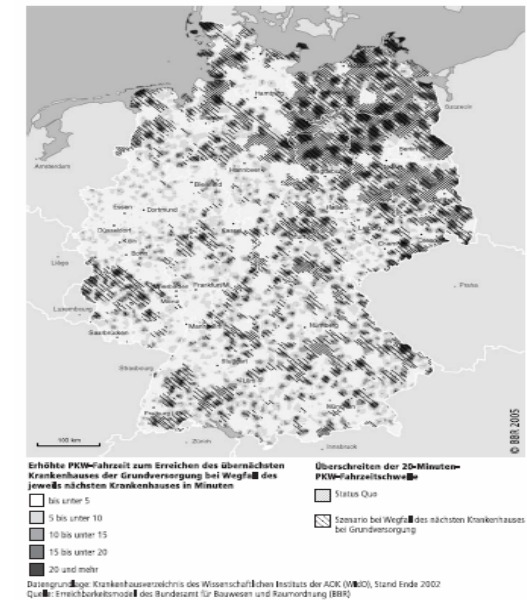 Hamburg
Szczecin
Berlin
Amsterdam
Hannover
Bielefeld
Essen
Dortmund
Düsseldorf
Köln
Kassel
Bonn
Liège
Praha
Frankfurt/M.
Luxembourg
Mannheim
Nürnberg
Saarbrücken
Strasbourg
Stuttgart
Ulm
München
Freiburg
Zürich
Innsbruck
100 km
© BBR 2005
Erhöhte PKW-Fahrzeit zum Erreichen des übernächsten
Krankenhauses der Grundversorgung bei Wegfall des
jeweils nächsten Krankenhauses in Minuten
bis unter 5
5 bis unter 10
10 bis unter 15
15 bis unter 20
20 und mehr
Überschreiten der 20-Minuten-
PKW-Fahrzeitschwelle
Status Quo
Szenario bei Wegfall des nächsten Krankenhauses
bei Grundversorgung
Datengrundlage: Krankenhausverzeichnis des Wissenschaftlichen Instituts der AOK (WIdO), Stand Ende 2002
Quelle: Erreichbarkeitsmodell des Bundesamt für Bauwesen und Raumordnung (BBR)